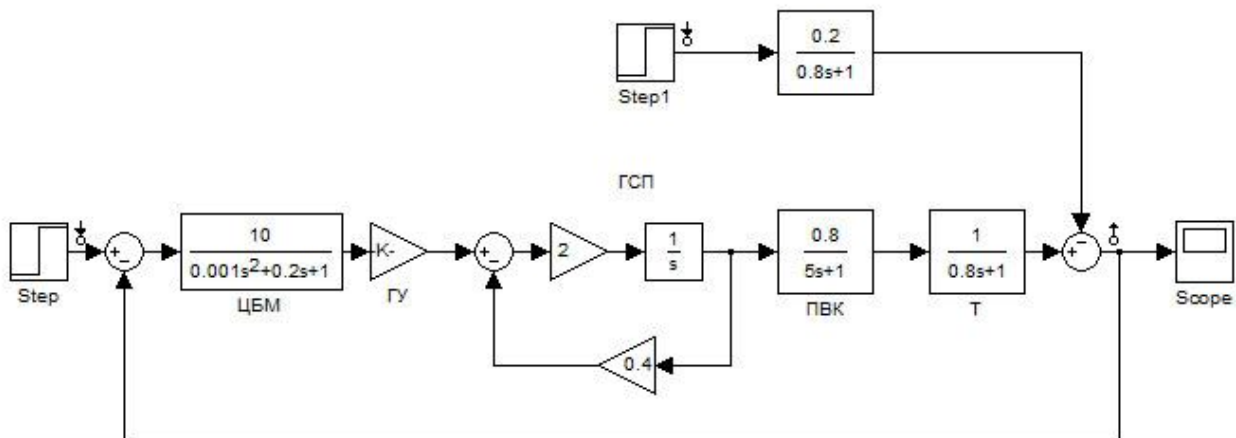 0.2
0.8s+1
Step1
ГСП
10
0.001s²+0.2s+1
-K-
2
1
s
0.8
5s+1
1
0.8s+1
Step
ЦБМ
ГУ
ПВК
Т
Scope
0.4